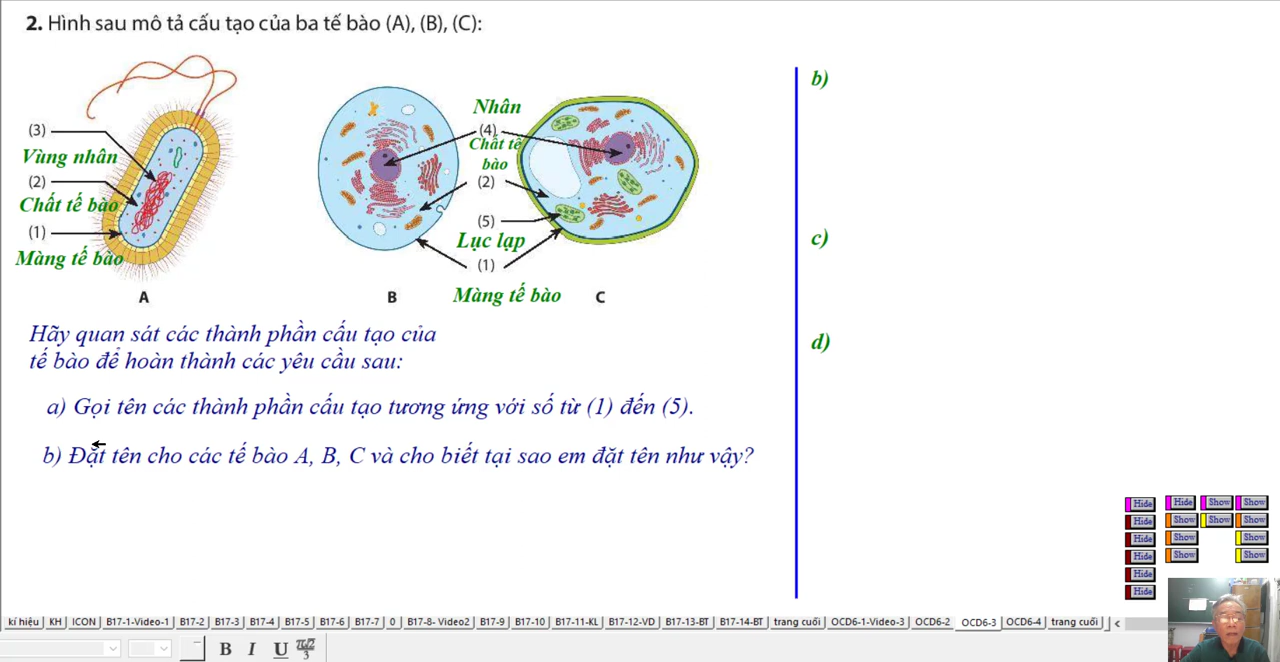 2. Hình sau mô tả cấu tạo của ba tế bào (A), (B), (C):
(3)
Vùng nhân
(2)
Chất tế bào
(1)
Màng tế bào
A
B
Nhân
(4)
Chất tế
bào
(2)
(5)
Lục lạp
(1)
Màng tế bào
C
Hãy quan sát các thành phần cấu tạo của
tế bào để hoàn thành các yêu cầu sau:
a) Gọi tên các thành phần cấu tạo tương ứng với số từ (1) đến (5).
b) Đặt tên cho các tế bào A, B, C và cho biết tại sao em đặt tên như vậy?
b)
c)
d)
Hide Hide Show Show
Hide Show Show Show
Hide Show Show
Hide Show Show
Hide
Hide
kí hiệu KH ICON B17-1-Video-1 B17-2 B17-3 B17-4 B17-5 B17-6 B17-7 0 B17-8- Video2 B17-9 B17-10 B17-11-KL B17-12-VD B17-13-BT B17-14-BT trang cuối OCD6-1-Video-3 OCD6-2 OCD6-3 OCD6-4 trang cuối
B I U